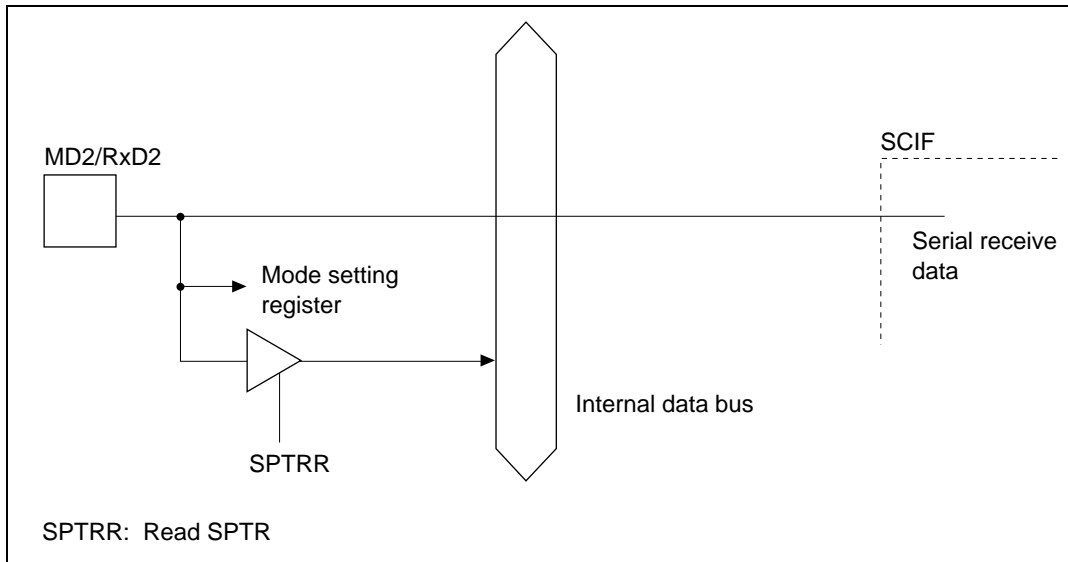 MD2/RxD2
SCIF
Serial receive
data
Mode setting
register
Internal data bus
SPTRR
SPTRR: Read SPTR